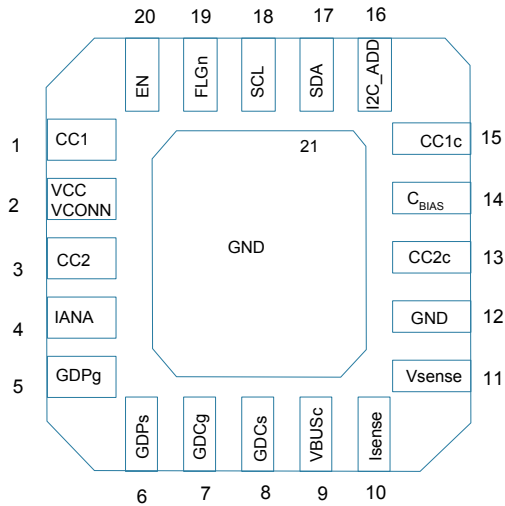 20 19 18 17 16
EN FLGn SCL SDA I2C_ADD
1 CC1
2 VCC
VCONN
3 CC2
4 IANA
5 GDPg
21
GND
CC1c 15
CBIAS 14
CC2c 13
GND 12
Vsense 11
GDPs GDCg GDCs VBUSc Isense
6 7 8 9 10